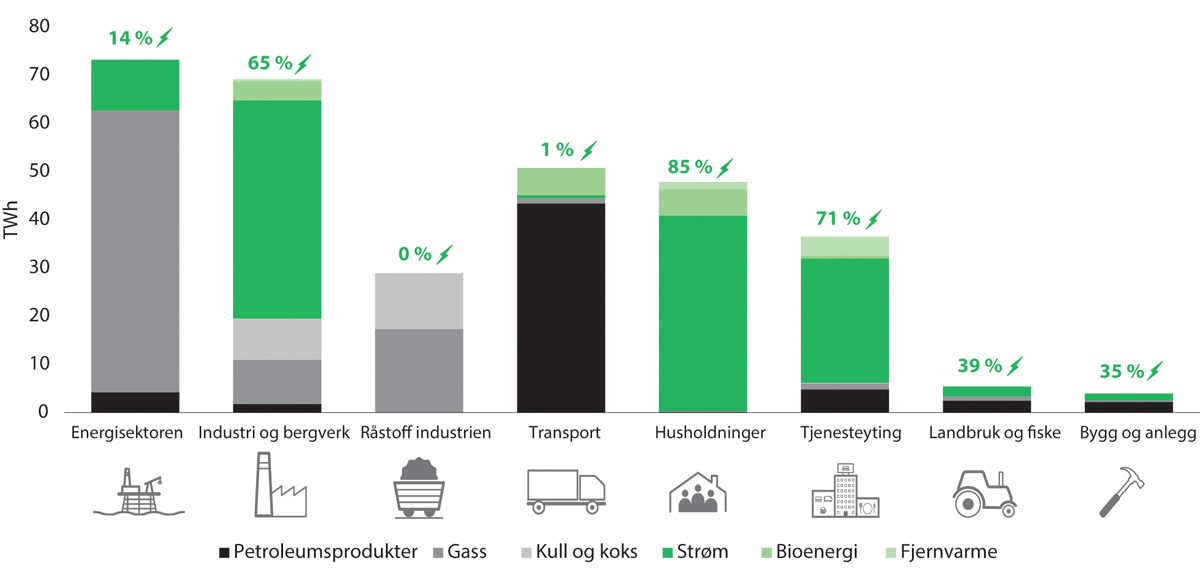 80
70
60
50
40
30
20
10
0
TWh
14 %
65 %
0 %
1 %
85 %
71 %
39 %
35 %
Energisektoren
Industri og bergverk
Råstoff industrien
Transport
Husholdninger
Tjenesteyting
Landbruk og fiske
Bygg og anlegg
Petroleumsprodukter Gass Kull og koks Strøm Bioenergi Fjernvarme